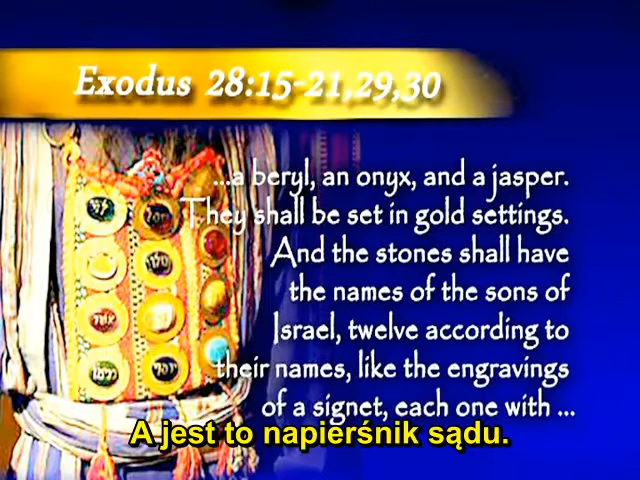 Exodus 28:15-21,29,30
...a beryl, an onyx, and a jasper.
They shall be set in gold settings.
And the stones shall have
the names of the sons of
Israel, twelve according to
their names, like the engravings
of a signet, each one with ...
A jest to napierśnik sądu.